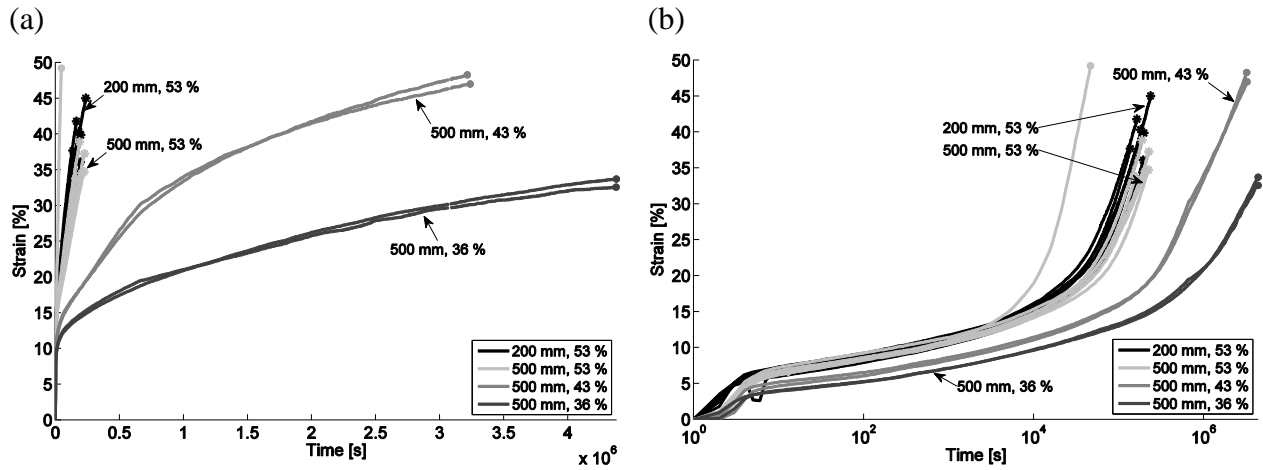 (a)
50
45
40
35
30
25
20
15
10
5
0
Strain [%]
200 mm, 53 %
500 mm, 53 %
500 mm, 43 %
500 mm, 36 %
200 mm, 53 %
500 mm, 53 %
500 mm, 43 %
500 mm, 36 %
0 0.5 1 1.5 2 2.5 3 3.5 4
Time [s]
x 10^6
(b)
50
45
40
35
30
25
20
15
10
5
0
Strain [%]
500 mm, 43 %
200 mm, 53 %
500 mm, 53 %
500 mm, 36 %
200 mm, 53 %
500 mm, 53 %
500 mm, 43 %
500 mm, 36 %
10^0 10^2 10^4 10^6
Time [s]